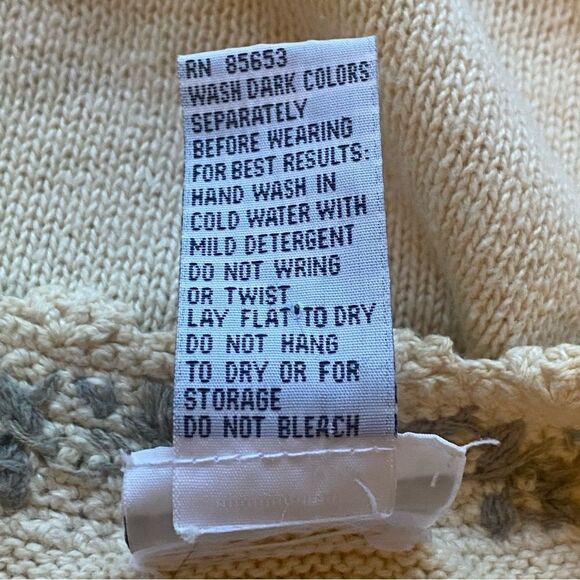 RN 85653
WASH DARK COLORS
SEPARATELY
BEFORE WEARING
FOR BEST RESULTS:
HAND WASH IN
COLD WATER WITH
MILD DETERGENT
DO NOT WRING
OR TWIST
LAY FLAT TO DRY
DO NOT HANG
TO DRY OR FOR
STORAGE
DO NOT BLEACH